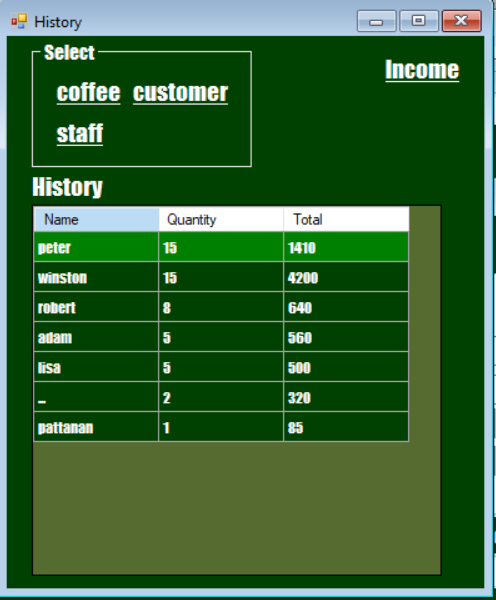 History
Select
Income
coffee customer
staff
History
Name Quantity Total
peter 15 1410
winston 15 4200
robert 8 640
adam 5 560
lisa 5 500
_ 2 320
pattanan 1 85